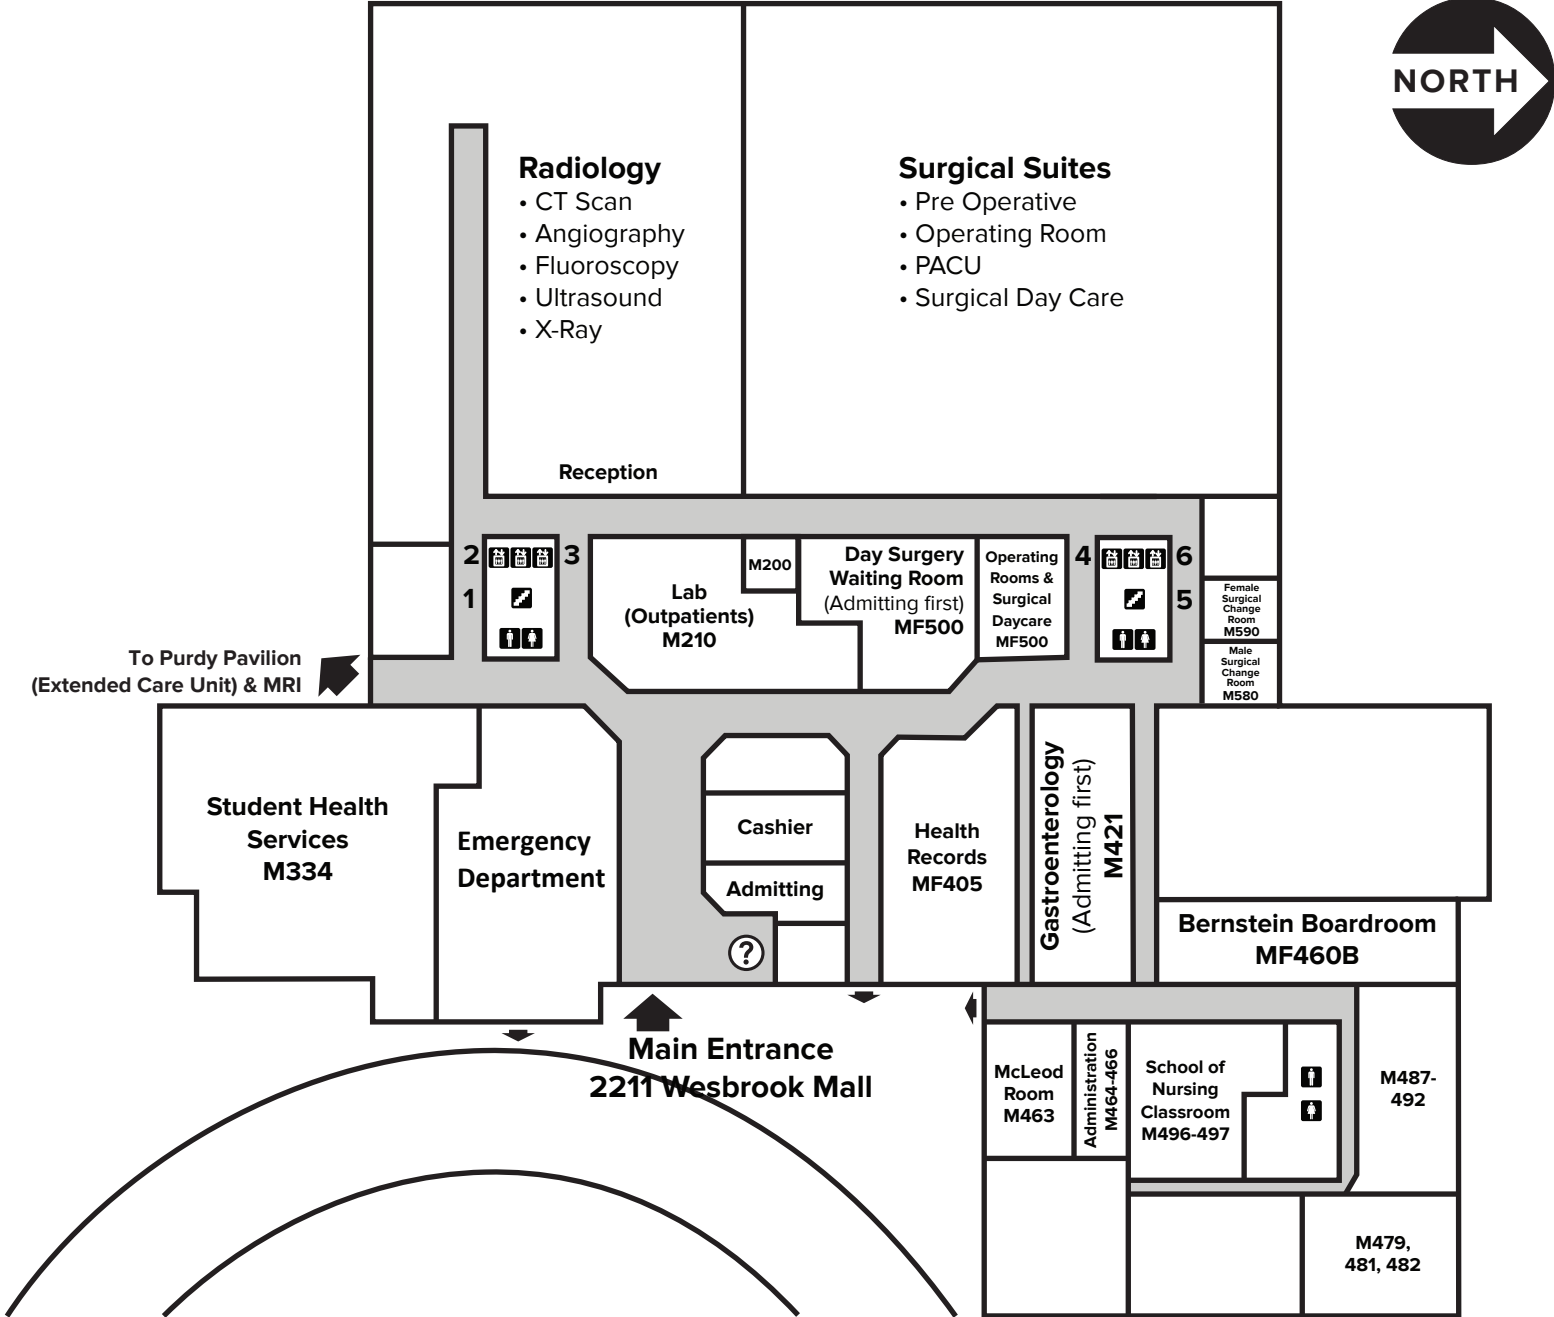 NORTH
Radiology
• CT Scan
• Angiography
• Fluoroscopy
• Ultrasound
• X-Ray
Reception
Surgical Suites
• Pre Operative
• Operating Room
• PACU
• Surgical Day Care
2
3
1
Lab
(Outpatients)
M210
M200
Day Surgery
Waiting Room
(Admitting first)
MF500
Operating
Rooms &
Surgical
Daycare
MF500
4
6
5
Female
Surgical
Change
Room
M590
Male
Surgical
Change
Room
M580
To Purdy Pavilion
(Extended Care Unit) & MRI
Student Health
Services
M334
Emergency
Department
Cashier
Admitting
?
Health
Records
MF405
Gastroenterology
(Admitting first)
M421
Bernstein Boardroom
MF460B
Main Entrance
2211 Wesbrook Mall
McLeod
Room
M463
Administration
M464-466
School of
Nursing
Classroom
M496-497
M487-
492
M479,
481, 482